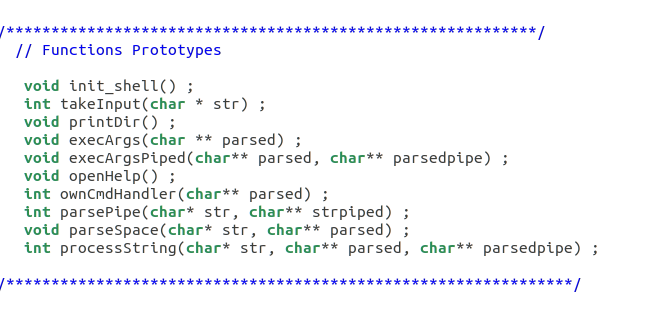 /***********************************************************/
// Functions Prototypes
void init_shell() ;
int takeInput(char * str) ;
void printDir() ;
void execArgs(char ** parsed) ;
void execArgsPiped(char** parsed, char** parsedpipe) ;
void openHelp() ;
int ownCmdHandler(char** parsed) ;
int parsePipe(char* str, char** strpiped) ;
void parseSpace(char* str, char** parsed) ;
int processString(char* str, char** parsed, char** parsedpipe) ;
/***************************************************************/